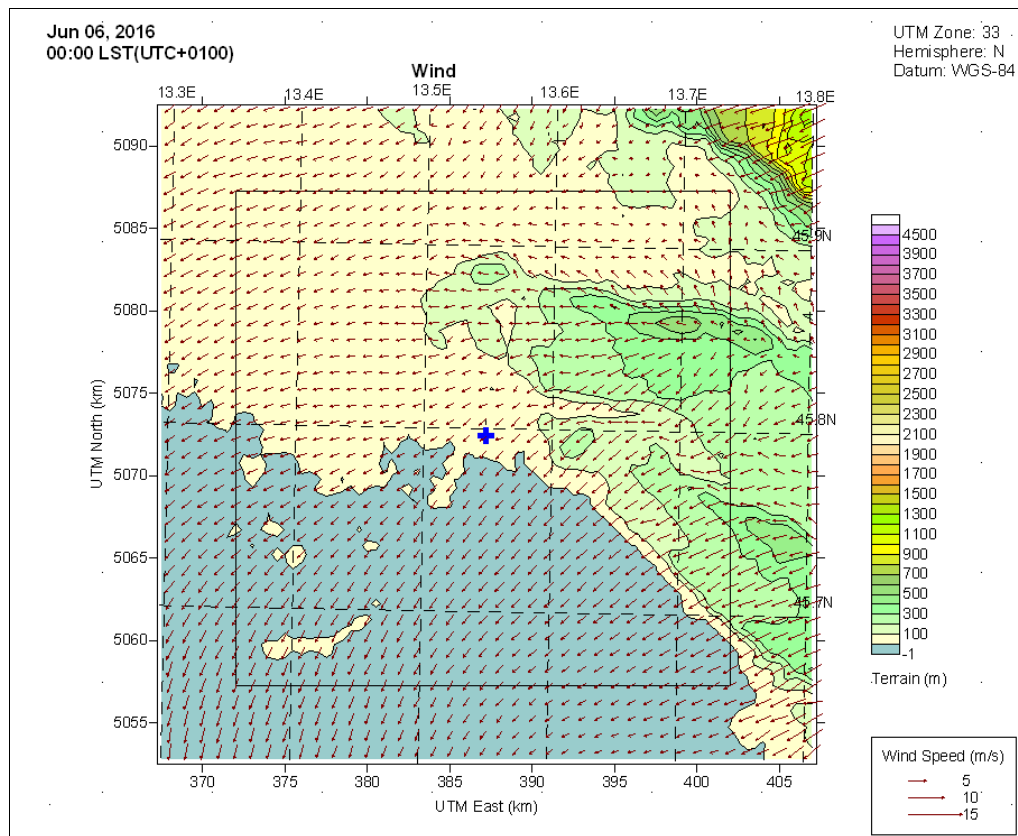 Jun 06, 2016
00:00 LST(UTC+0100)
UTM Zone: 33
Hemisphere: N
Datum: WGS-84
Wind
13.3E 13.4E 13.5E 13.6E 13.7E 13.8E
5090
5085
5080
5075
5070
5065
5060
5055
UTM North (km)
45.9N
45.8N
45.7N
370 375 380 385 390 395 400 405
UTM East (km)
4500
4300
3900
3700
3500
3300
3100
2900
2700
2500
2300
2100
1900
1700
1500
1300
1100
900
700
500
300
100
-1
Terrain (m)
Wind Speed (m/s)
5
10
15